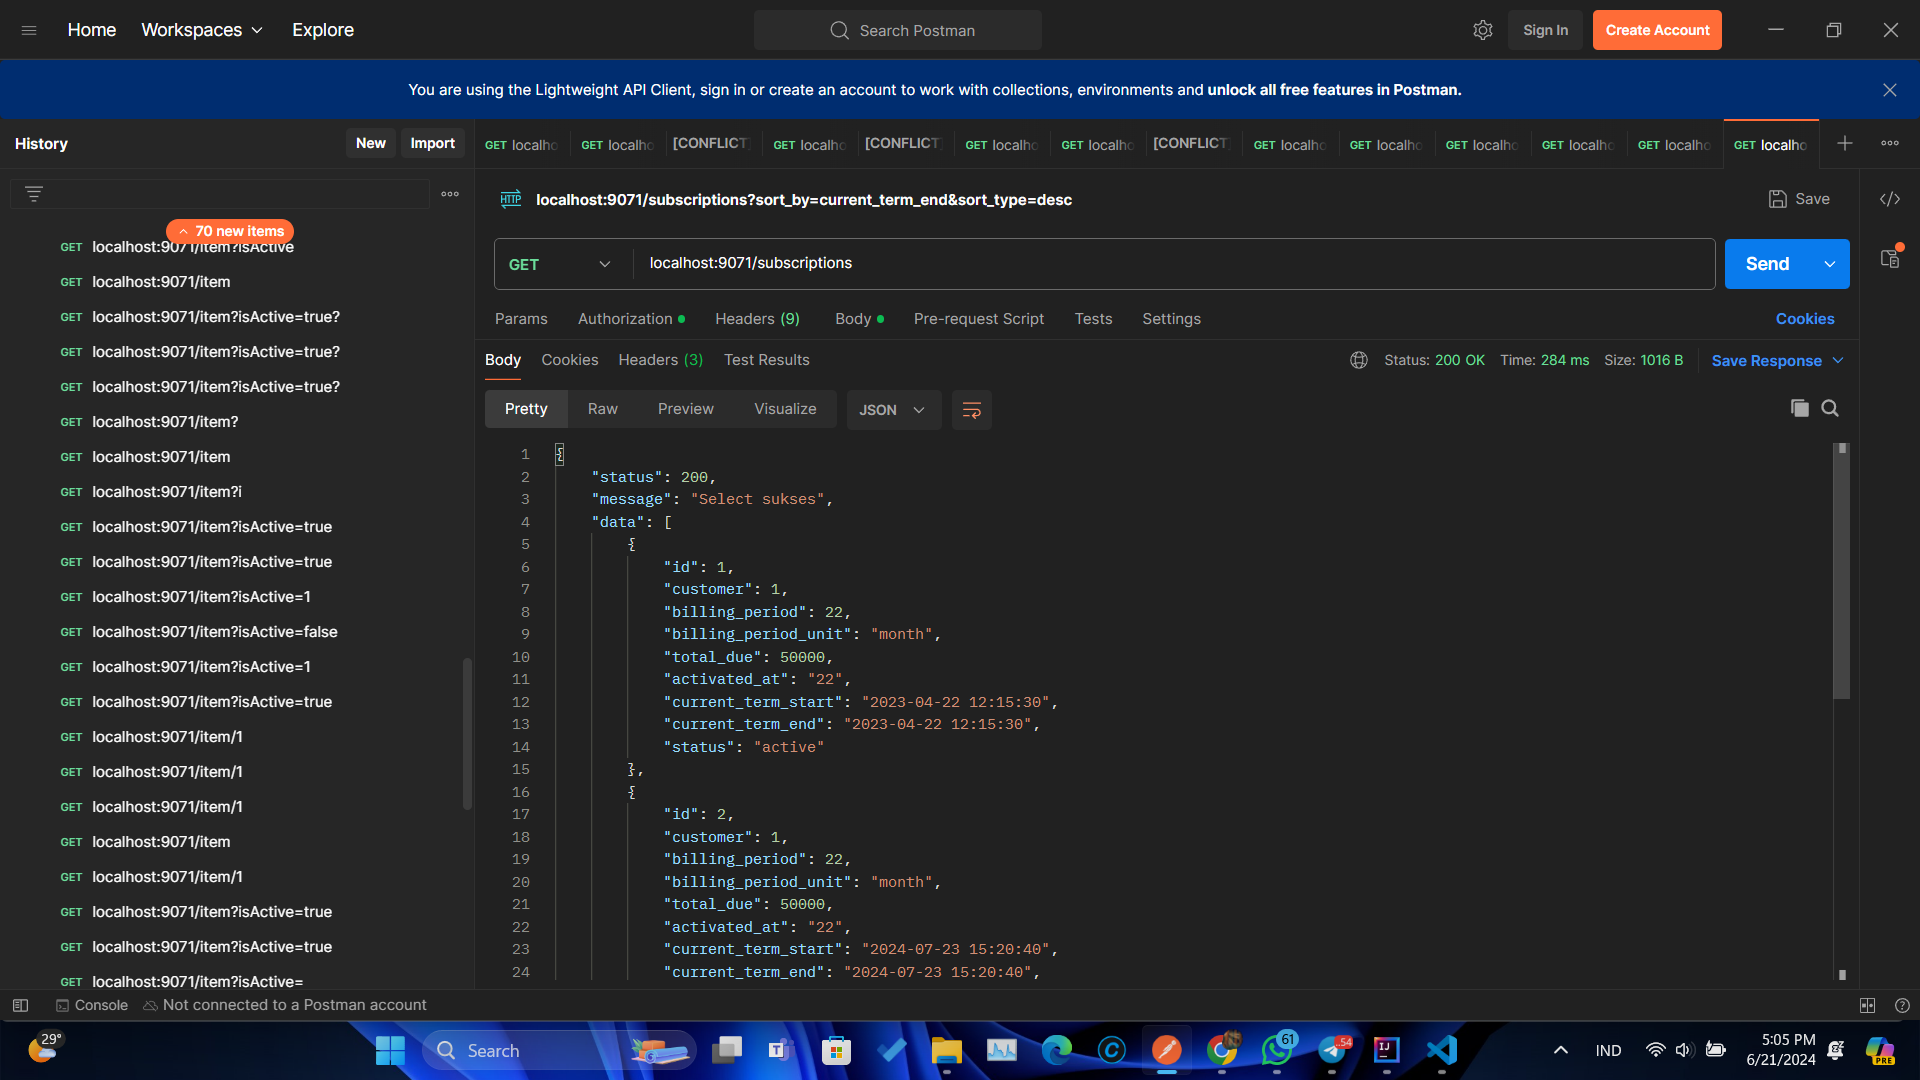 Home Workspaces Explore Search Postman Sign In Create Account
You are using the Lightweight API Client, sign in or create an account to work with collections, environments and unlock all free features in Postman.
History New Import
GET localho GET localho [CONFLICT] GET localho [CONFLICT] GET localho GET localho [CONFLICT] GET localho GET localho GET localho GET localho GET localho GET localho
HTTP localhost:9071/subscriptions?sort_by=current_term_end&sort_type=desc Save
70 new items
GET localhost:9071/subscriptions Send
Params Authorization Headers (9) Body Pre-request Script Tests Settings Cookies
Body Cookies Headers (3) Test Results Status: 200 OK Time: 284 ms Size: 1016 B Save Response
Pretty Raw Preview Visualize JSON
GET localhost:9071/item?isActive
GET localhost:9071/item
GET localhost:9071/item?isActive=true?
GET localhost:9071/item?isActive=true?
GET localhost:9071/item?isActive=true?
GET localhost:9071/item?
GET localhost:9071/item
GET localhost:9071/item?i
GET localhost:9071/item?isActive=true
GET localhost:9071/item?isActive=true
GET localhost:9071/item?isActive=1
GET localhost:9071/item?isActive=false
GET localhost:9071/item?isActive=1
GET localhost:9071/item?isActive=true
GET localhost:9071/item/1
GET localhost:9071/item/1
GET localhost:9071/item/1
GET localhost:9071/item
GET localhost:9071/item/1
GET localhost:9071/item?isActive=true
GET localhost:9071/item?isActive=true
GET localhost:9071/item?isActive=
1 {
2 "status": 200,
3 "message": "Select sukses",
4 "data": [
5 {
6 "id": 1,
7 "customer": 1,
8 "billing_period": 22,
9 "billing_period_unit": "month",
10 "total_due": 50000,
11 "activated_at": "22",
12 "current_term_start": "2023-04-22 12:15:30",
13 "current_term_end": "2023-04-22 12:15:30",
14 "status": "active"
15 },
16 {
17 "id": 2,
18 "customer": 1,
19 "billing_period": 22,
20 "billing_period_unit": "month",
21 "total_due": 50000,
22 "activated_at": "22",
23 "current_term_start": "2024-07-23 15:20:40",
24 "current_term_end": "2024-07-23 15:20:40",
Console Not connected to a Postman account
29° Search 61 54 IND 5:05 PM
6/21/2024 PRE